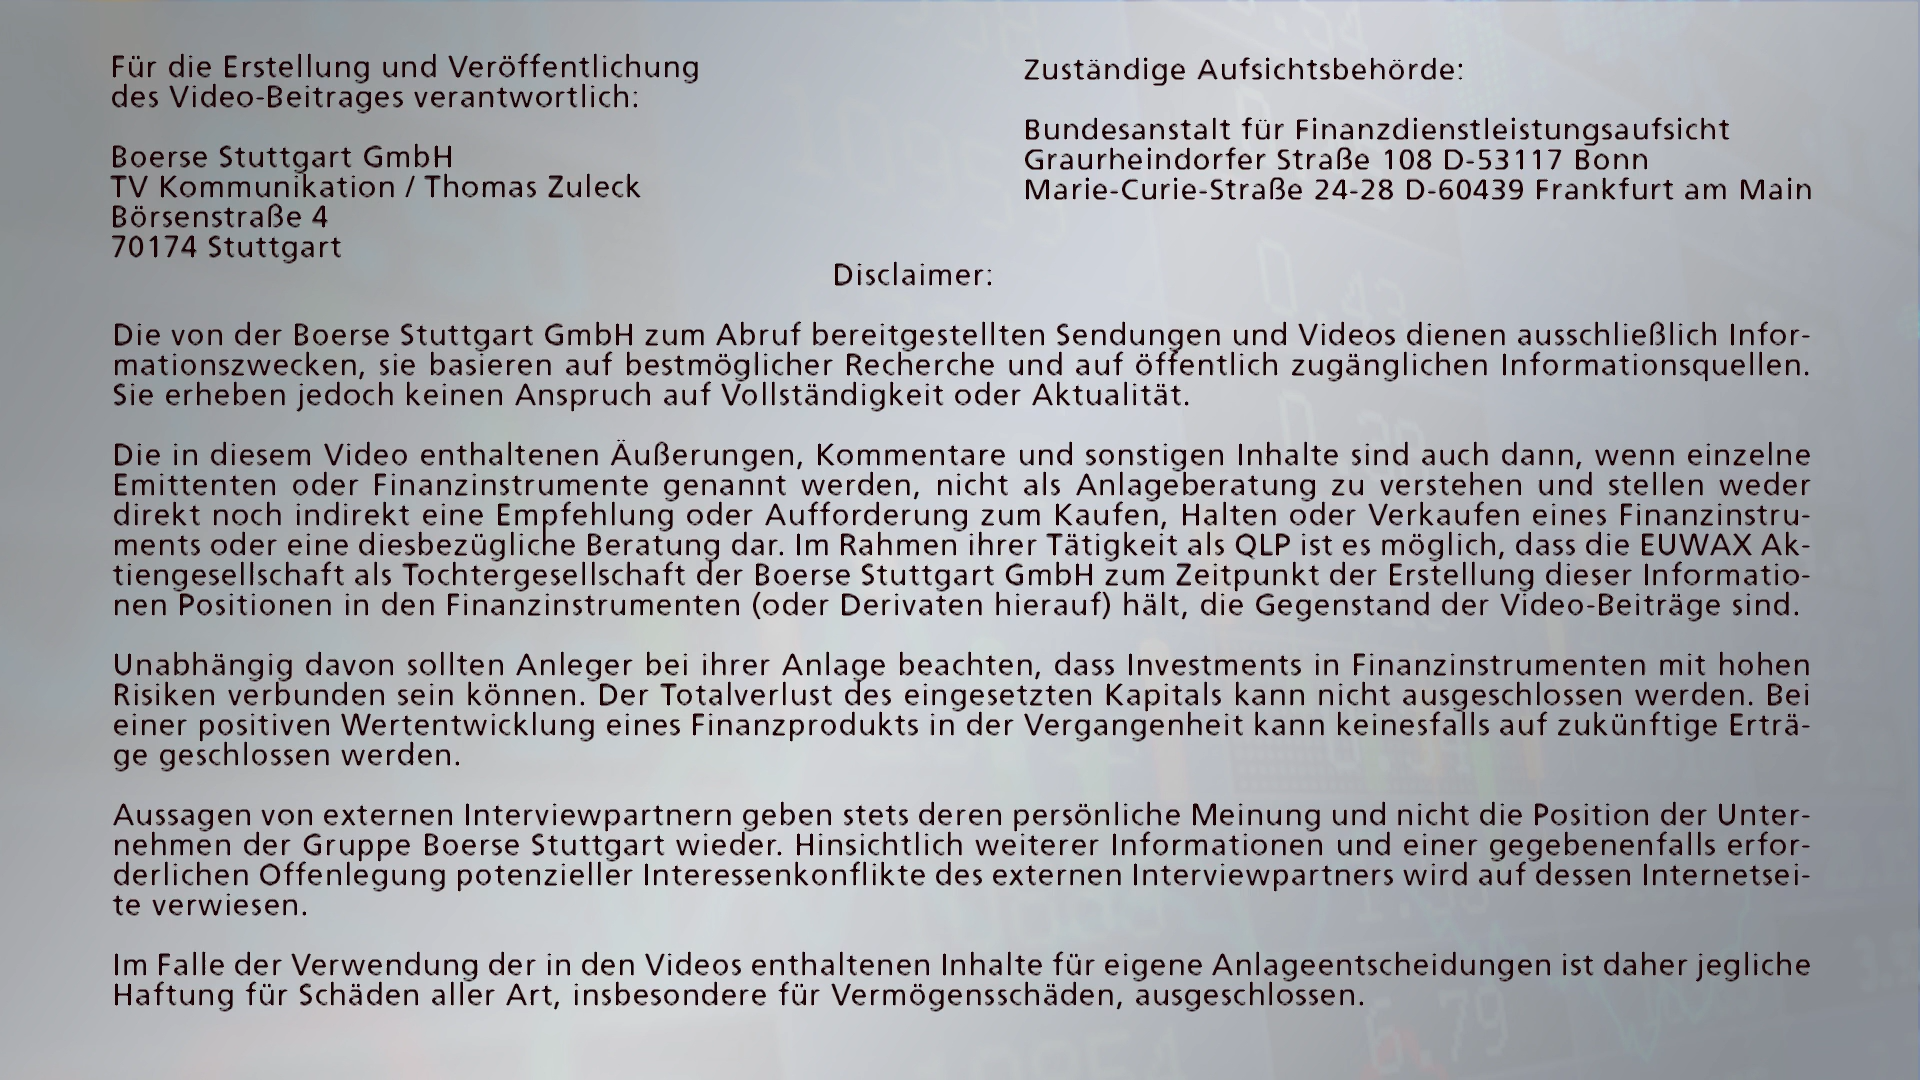 Für die Erstellung und Veröffentlichung
des Video-Beitrages verantwortlich:
Boerse Stuttgart GmbH
TV Kommunikation / Thomas Zuleck
Börsenstraße 4
70174 Stuttgart
Zuständige Aufsichtsbehörde:
Bundesanstalt für Finanzdienstleistungsaufsicht
Graurheindorfer Straße 108 D-53117 Bonn
Marie-Curie-Straße 24-28 D-60439 Frankfurt am Main
Disclaimer:
Die von der Boerse Stuttgart GmbH zum Abruf bereitgestellten Sendungen und Videos dienen ausschließlich Infor-
mationszwecken, sie basieren auf bestmöglicher Recherche und auf öffentlich zugänglichen Informationsquellen.
Sie erheben jedoch keinen Anspruch auf Vollständigkeit oder Aktualität.
Die in diesem Video enthaltenen Äußerungen, Kommentare und sonstigen Inhalte sind auch dann, wenn einzelne
Emittenten oder Finanzinstrumente genannt werden, nicht als Anlageberatung zu verstehen und stellen weder
direkt noch indirekt eine Empfehlung oder Aufforderung zum Kaufen, Halten oder Verkaufen eines Finanzinstru-
ments oder eine diesbezügliche Beratung dar. Im Rahmen ihrer Tätigkeit als QLP ist es möglich, dass die EUWAX Ak-
tiengesellschaft als Tochtergesellschaft der Boerse Stuttgart GmbH zum Zeitpunkt der Erstellung dieser Informatio-
nen Positionen in den Finanzinstrumenten (oder Derivaten hierauf) hält, die Gegenstand der Video-Beiträge sind.
Unabhängig davon sollten Anleger bei ihrer Anlage beachten, dass Investments in Finanzinstrumenten mit hohen
Risiken verbunden sein können. Der Totalverlust des eingesetzten Kapitals kann nicht ausgeschlossen werden. Bei
einer positiven Wertentwicklung eines Finanzprodukts in der Vergangenheit kann keinesfalls auf zukünftige Erträ-
ge geschlossen werden.
Aussagen von externen Interviewpartnern geben stets deren persönliche Meinung und nicht die Position der Unter-
nehmen der Gruppe Boerse Stuttgart wieder. Hinsichtlich weiterer Informationen und einer gegebenenfalls erfor-
derlichen Offenlegung potenzieller Interessenkonflikte des externen Interviewpartners wird auf dessen Internetsei-
te verwiesen.
Im Falle der Verwendung der in den Videos enthaltenen Inhalte für eigene Anlageentscheidungen ist daher jegliche
Haftung für Schäden aller Art, insbesondere für Vermögensschäden, ausgeschlossen.